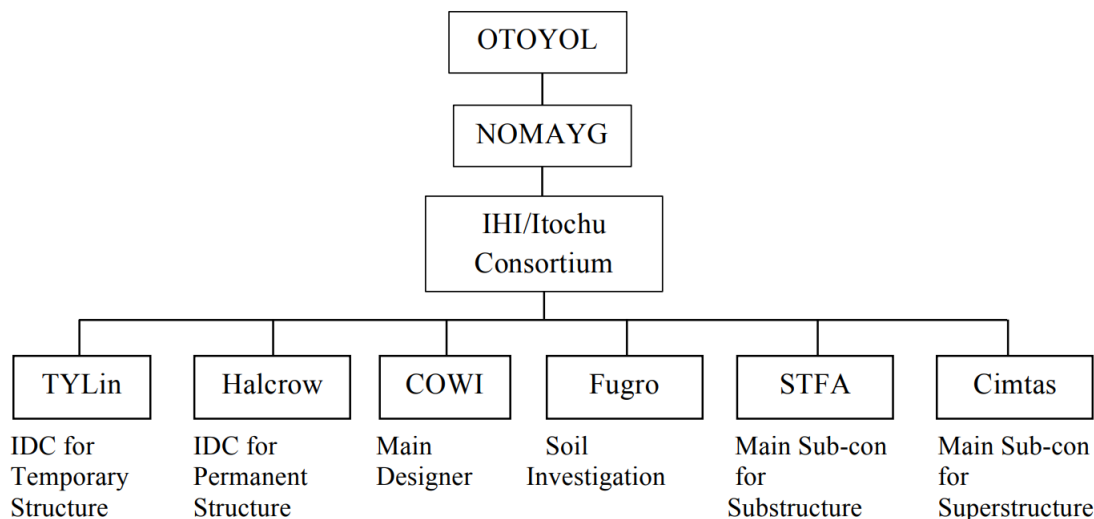 OTOYOL
NOMAYG
IHI/Itochu
Consortium
TYLin
IDC for
Temporary
Structure
Halcrow
IDC for
Permanent
Structure
COWI
Main
Designer
Fugro
Soil
Investigation
STFA
Main Sub-con
for
Substructure
Cimtas
Main Sub-con
for
Superstructure